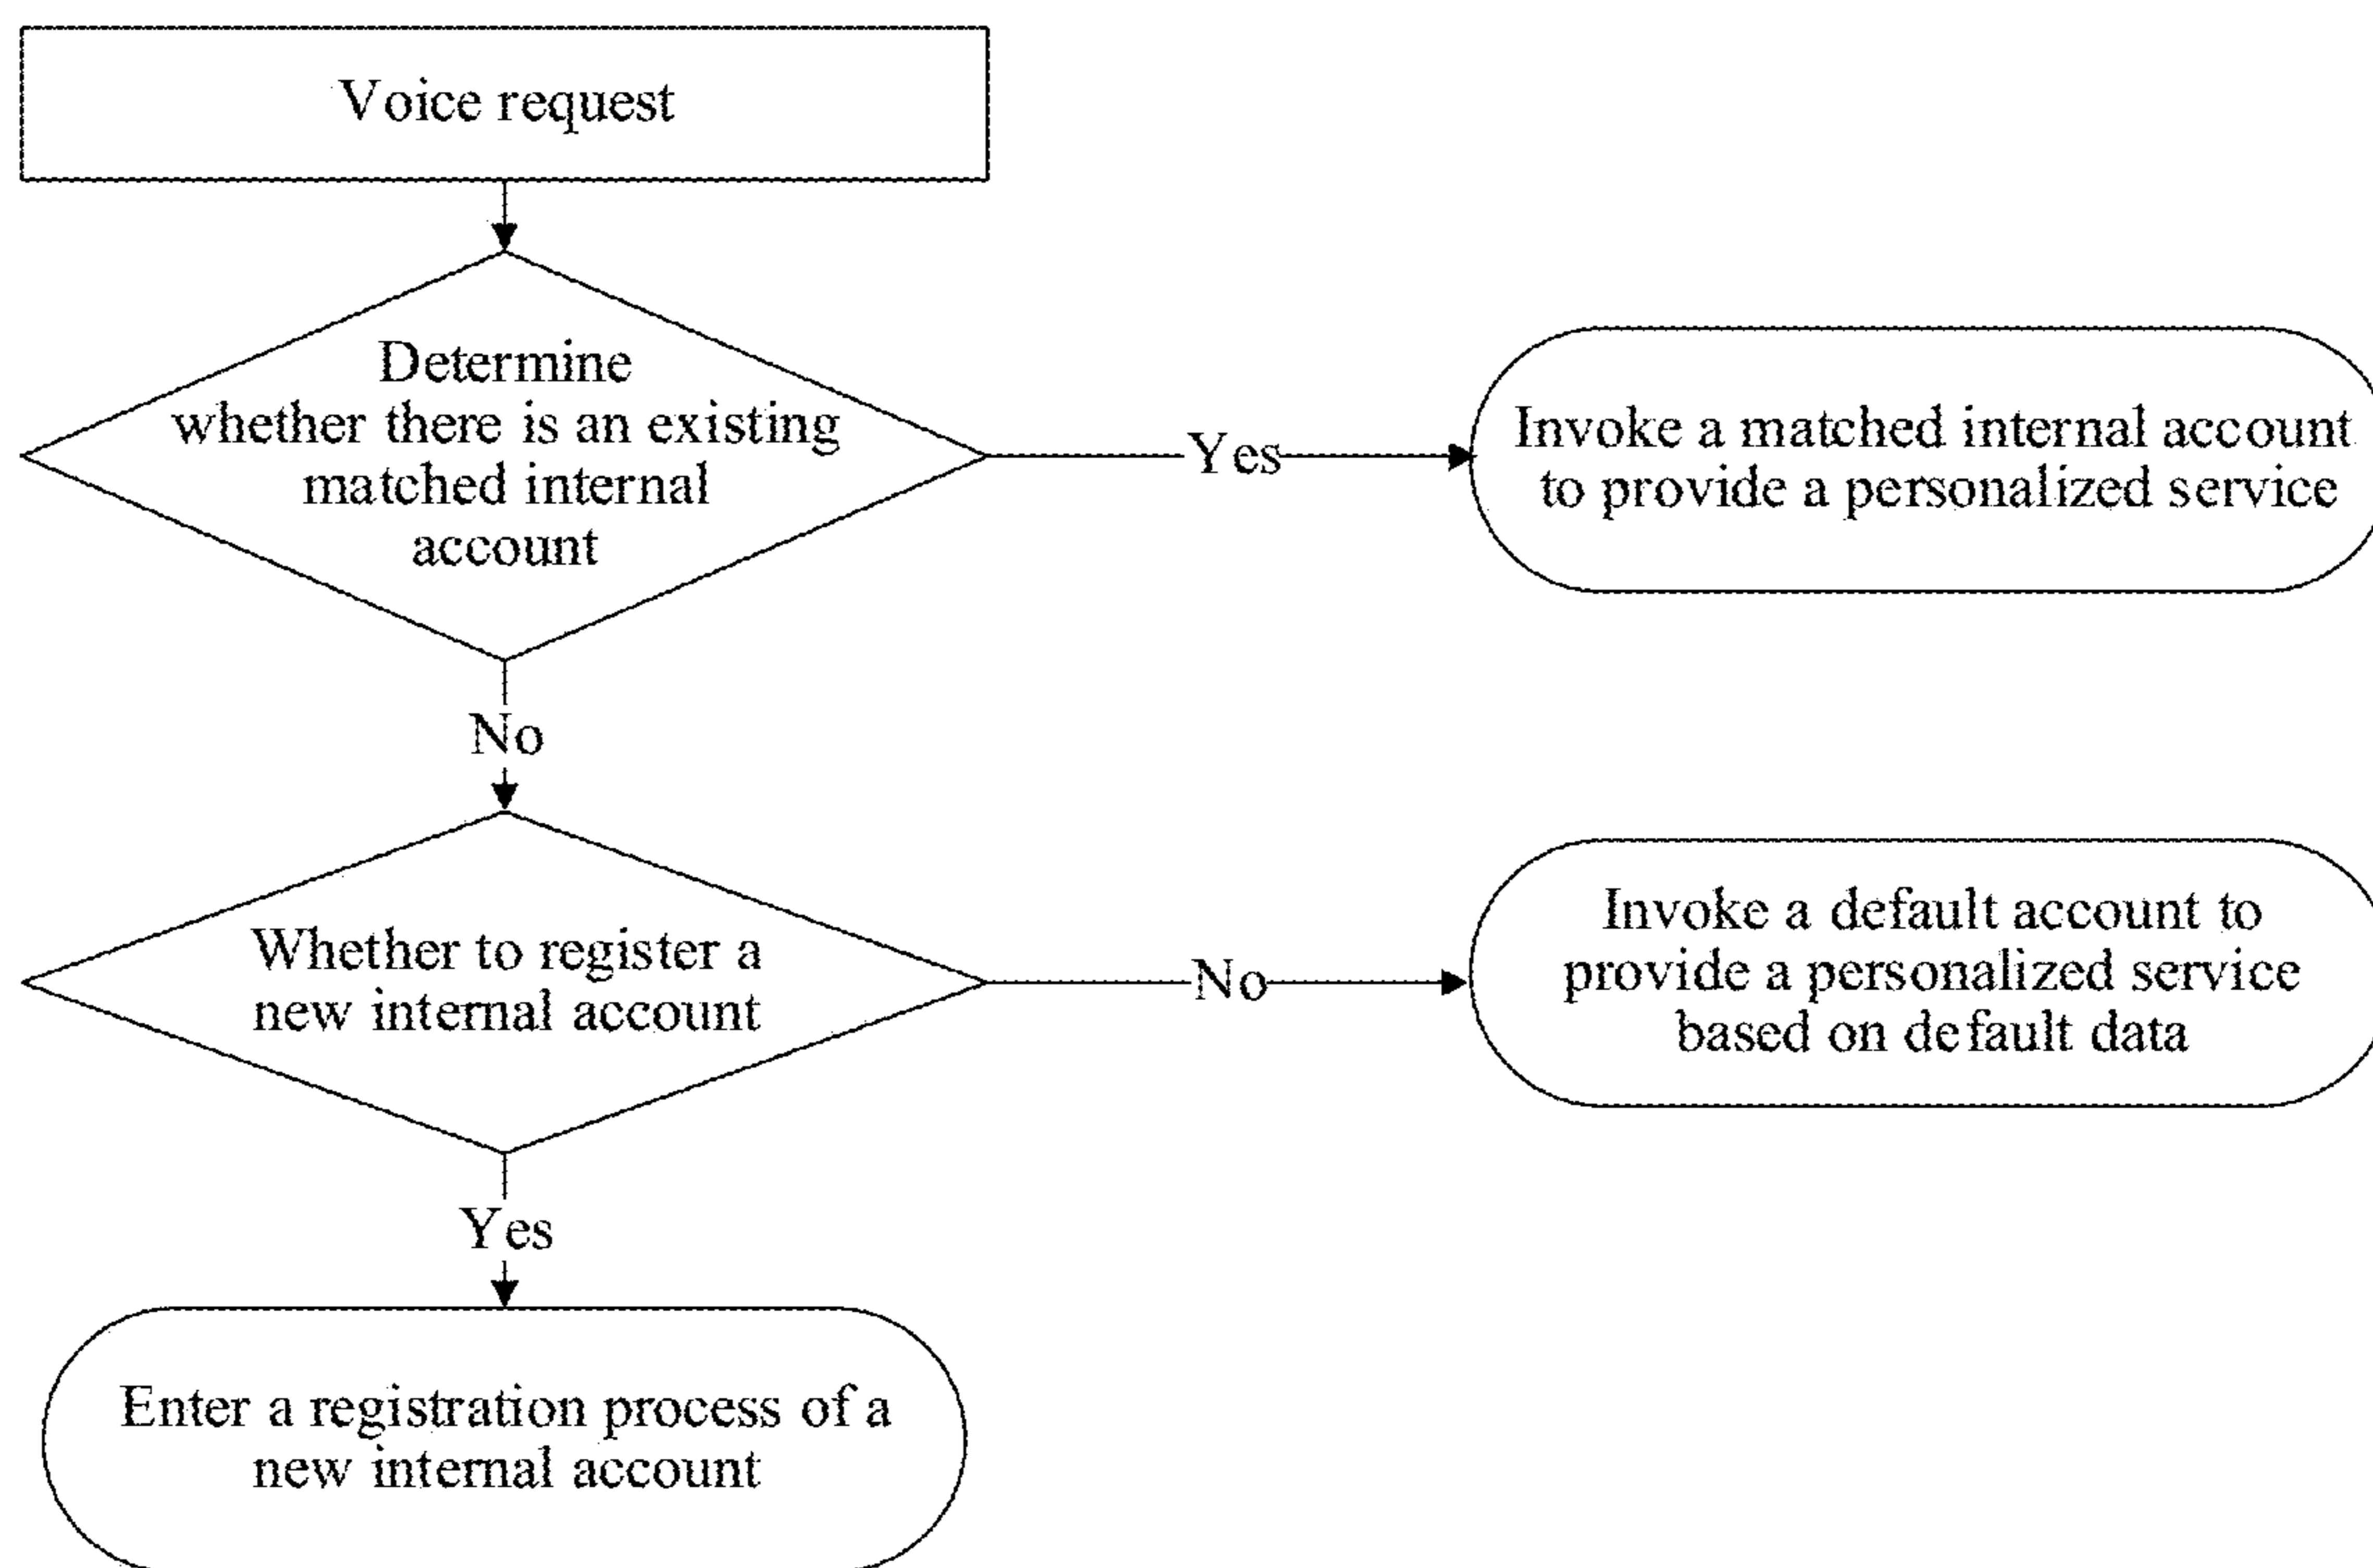 Voice request
Determine
whether there is an existing
matched internal
account
Yes
Invoke a matched internal account
to provide a personalized service
No
Whether to register a
new internal account
No
Invoke a default account to
provide a personalized service
based on default data
Yes
Enter a registration process of a
new internal account